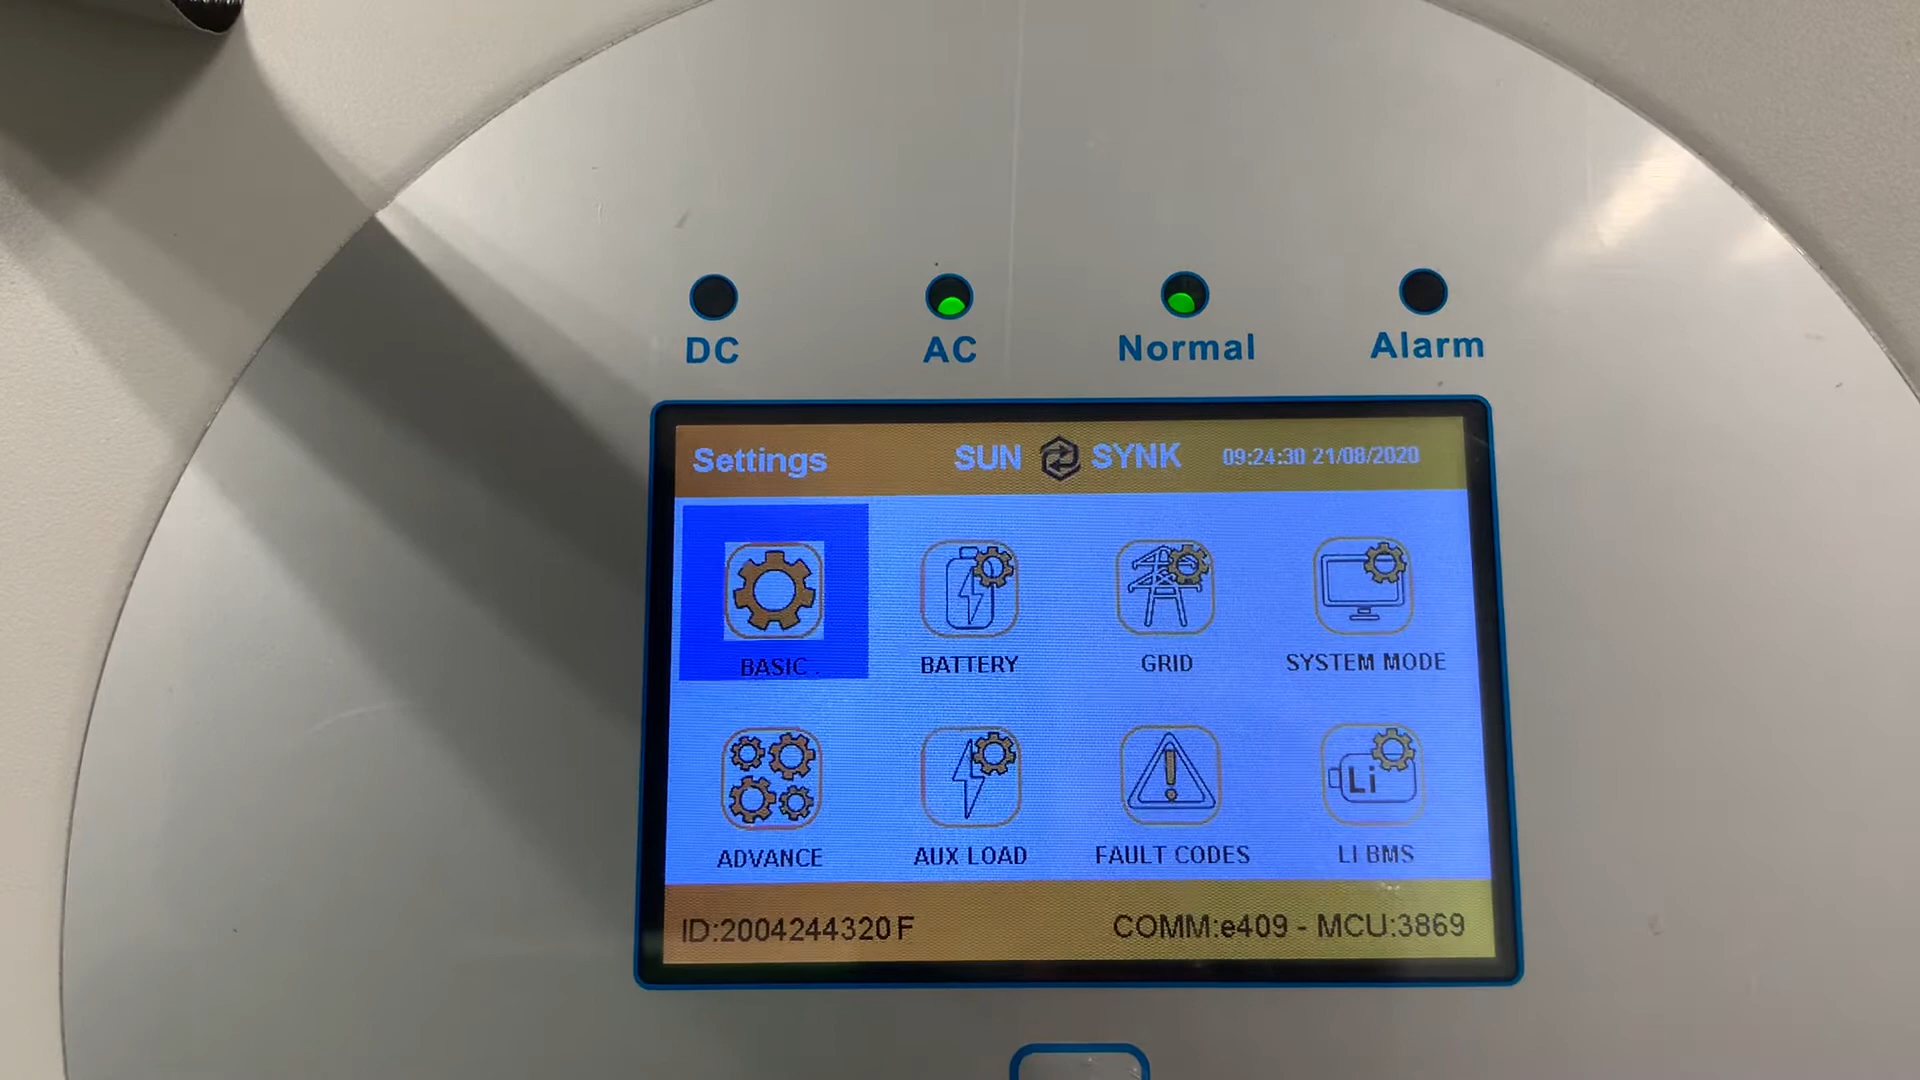 DC AC Normal Alarm
Settings SUN SYNK 09:24:30 21/08/2020
BASIC BATTERY GRID SYSTEM MODE
Li
ADVANCE AUX LOAD FAULT CODES LI BMS
ID:2004244320F COMM:e409 - MCU:3869